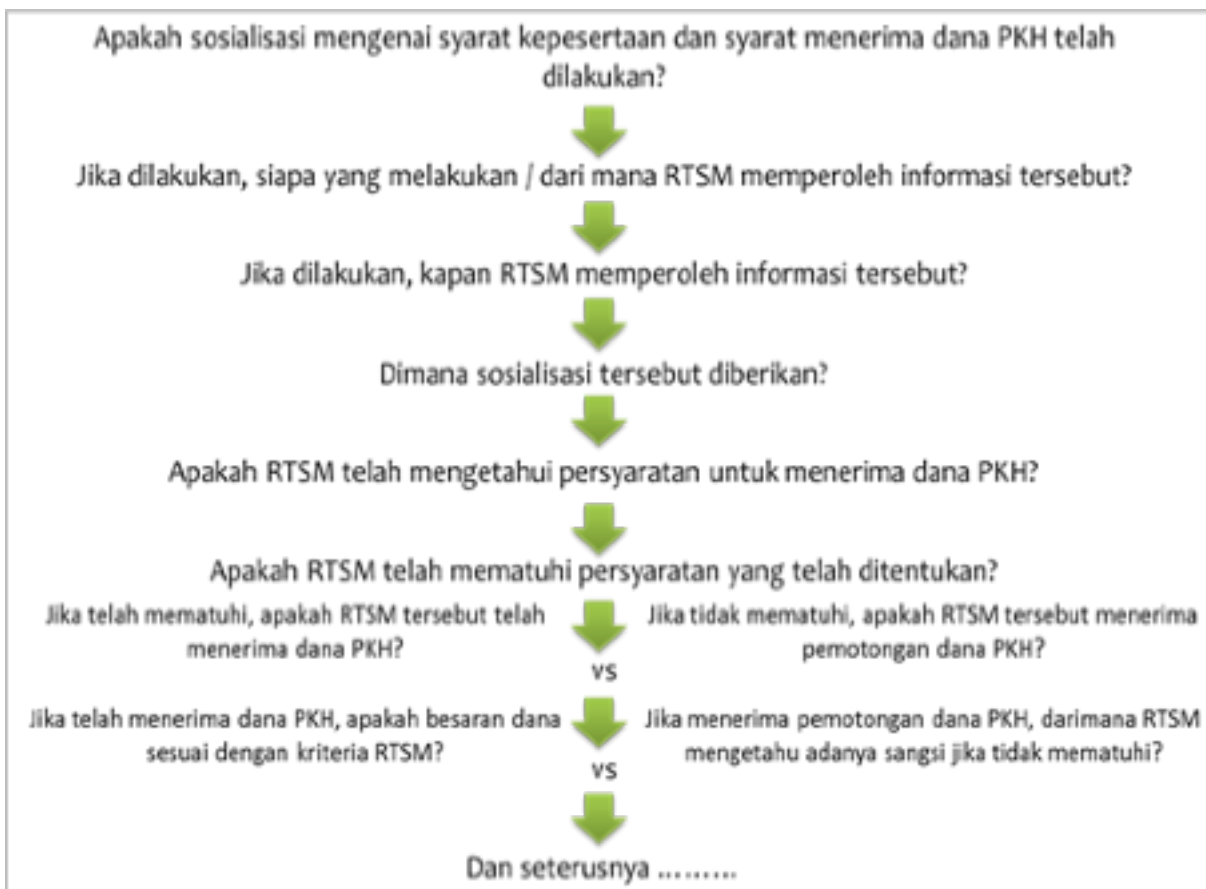 Apakah sosialisasi mengenai syarat kepesertaan dan syarat menerima dana PKH telah
dilakukan?
Jika dilakukan, siapa yang melakukan / dari mana RTSM memperoleh informasi tersebut?
Jika dilakukan, kapan RTSM memperoleh informasi tersebut?
Dimana sosialisasi tersebut diberikan?
Apakah RTSM telah mengetahui persyaratan untuk menerima dana PKH?
Apakah RTSM telah mematuhi persyaratan yang telah ditentukan?
Jika telah mematuhi, apakah RTSM tersebut telah
menerima dana PKH?
vs
Jika tidak mematuhi, apakah RTSM tersebut menerima
pemotongan dana PKH?
Jika telah menerima dana PKH, apakah besaran dana
sesuai dengan kriteria RTSM?
vs
Jika menerima pemotongan dana PKH, darimana RTSM
mengetahu adanya sangsi jika tidak mematuhi?
Dan seterusnya .........